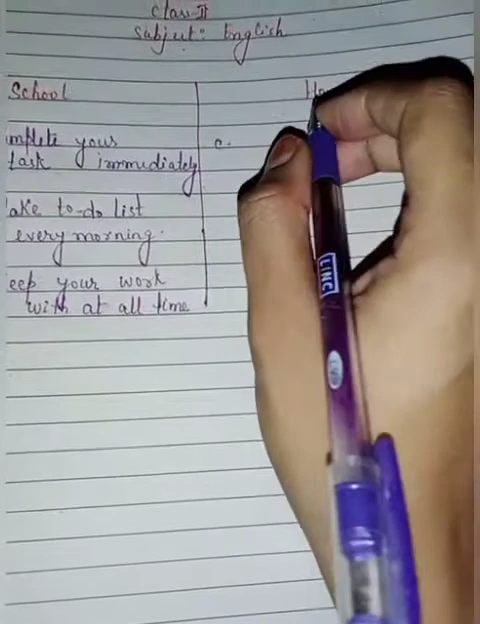 Class-II
Subject: English
School
mplete your
task immediately
ake to-do list
every morning.
eep your work
with at all time
c.
LINC